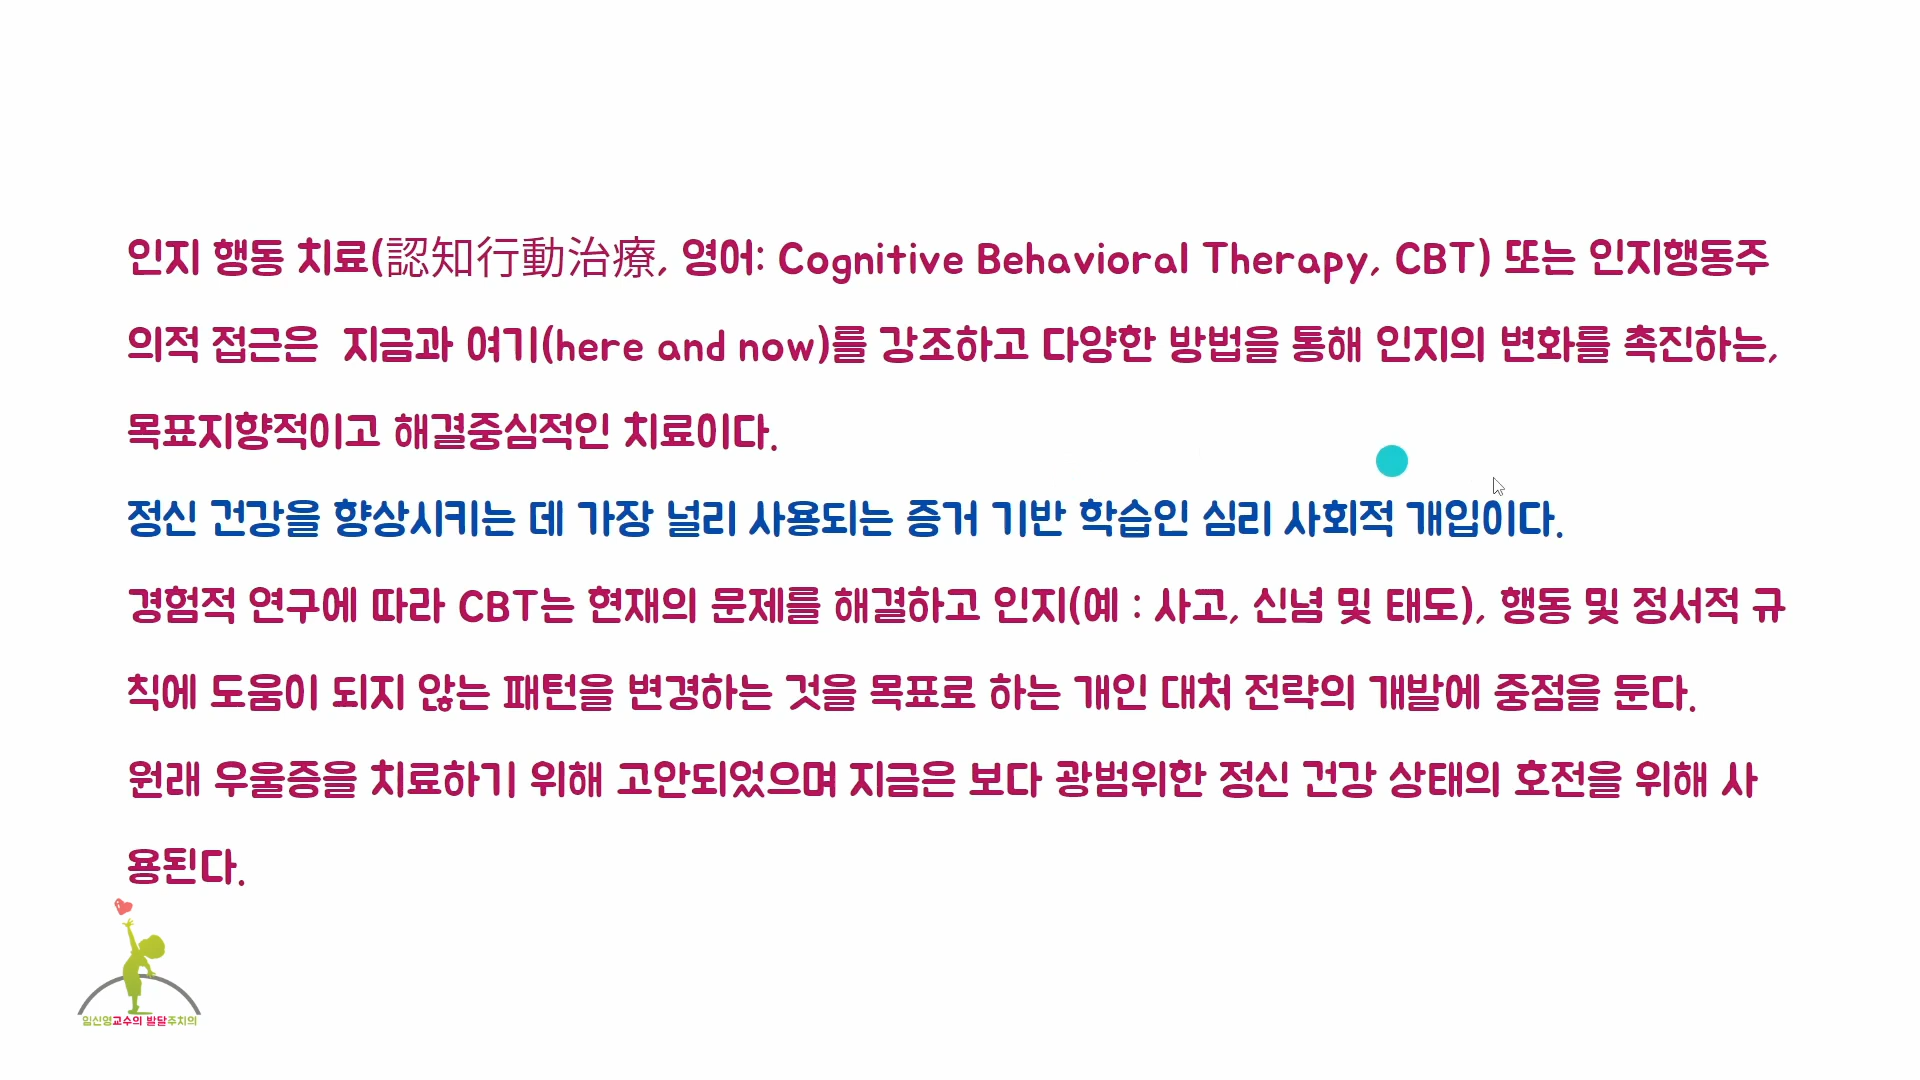 인지 행동 치료(認知行動治療, 영어: Cognitive Behavioral Therapy, CBT) 또는 인지행동주
의적 접근은  지금과 여기(here and now)를 강조하고 다양한 방법을 통해 인지의 변화를 촉진하는,
목표지향적이고 해결중심적인 치료이다.
정신 건강을 향상시키는 데 가장 널리 사용되는 증거 기반 학습인 심리 사회적 개입이다.
경험적 연구에 따라 CBT는 현재의 문제를 해결하고 인지(예 : 사고, 신념 및 태도), 행동 및 정서적 규
칙에 도움이 되지 않는 패턴을 변경하는 것을 목표로 하는 개인 대처 전략의 개발에 중점을 둔다.
원래 우울증을 치료하기 위해 고안되었으며 지금은 보다 광범위한 정신 건강 상태의 호전을 위해 사
용된다.
임신영교수의 발달주치의